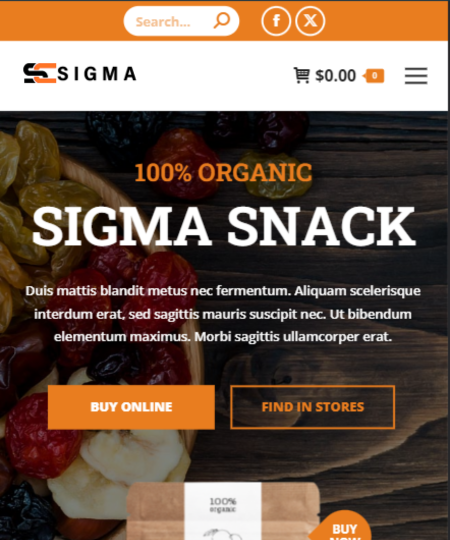 Search...
SIGMA
$0.00 0
100% ORGANIC
SIGMA SNACK
Duis mattis blandit metus nec fermentum. Aliquam scelerisque
interdum erat, sed sagittis mauris suscipit nec. Ut bibendum
elementum maximus. Morbi sagittis ullamcorper erat.
BUY ONLINE FIND IN STORES
100%
organic
BUY
NOW